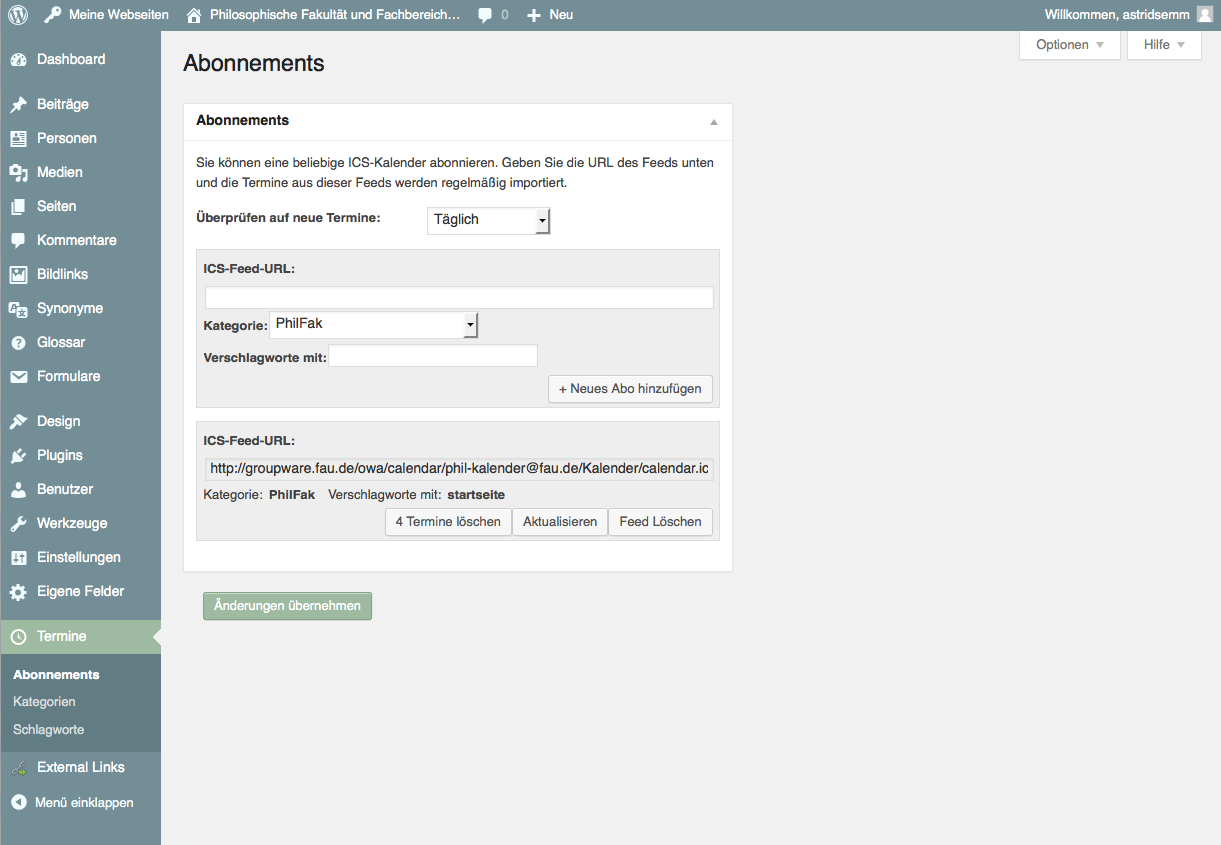 Meine Webseiten Philosophische Fakultät und Fachbereich... 0 Neu Willkommen, astridsemm
Optionen Hilfe
Dashboard
Beiträge
Personen
Medien
Seiten
Kommentare
Bildlinks
Synonyme
Glossar
Formulare
Design
Plugins
Benutzer
Werkzeuge
Einstellungen
Eigene Felder
Termine
Abonnements
Kategorien
Schlagworte
External Links
Menü einklappen
Abonnements
Abonnements
Sie können eine beliebige ICS-Kalender abonnieren. Geben Sie die URL des Feeds unten
und die Termine aus dieser Feeds werden regelmäßig importiert.
Überprüfen auf neue Termine: Täglich
ICS-Feed-URL:
Kategorie: PhilFak
Verschlagworte mit:
+ Neues Abo hinzufügen
ICS-Feed-URL:
http://groupware.fau.de/owa/calendar/phil-kalender@fau.de/Kalender/calendar.ic
Kategorie: PhilFak Verschlagworte mit: startseite
4 Termine löschen Aktualisieren Feed Löschen
Änderungen übernehmen